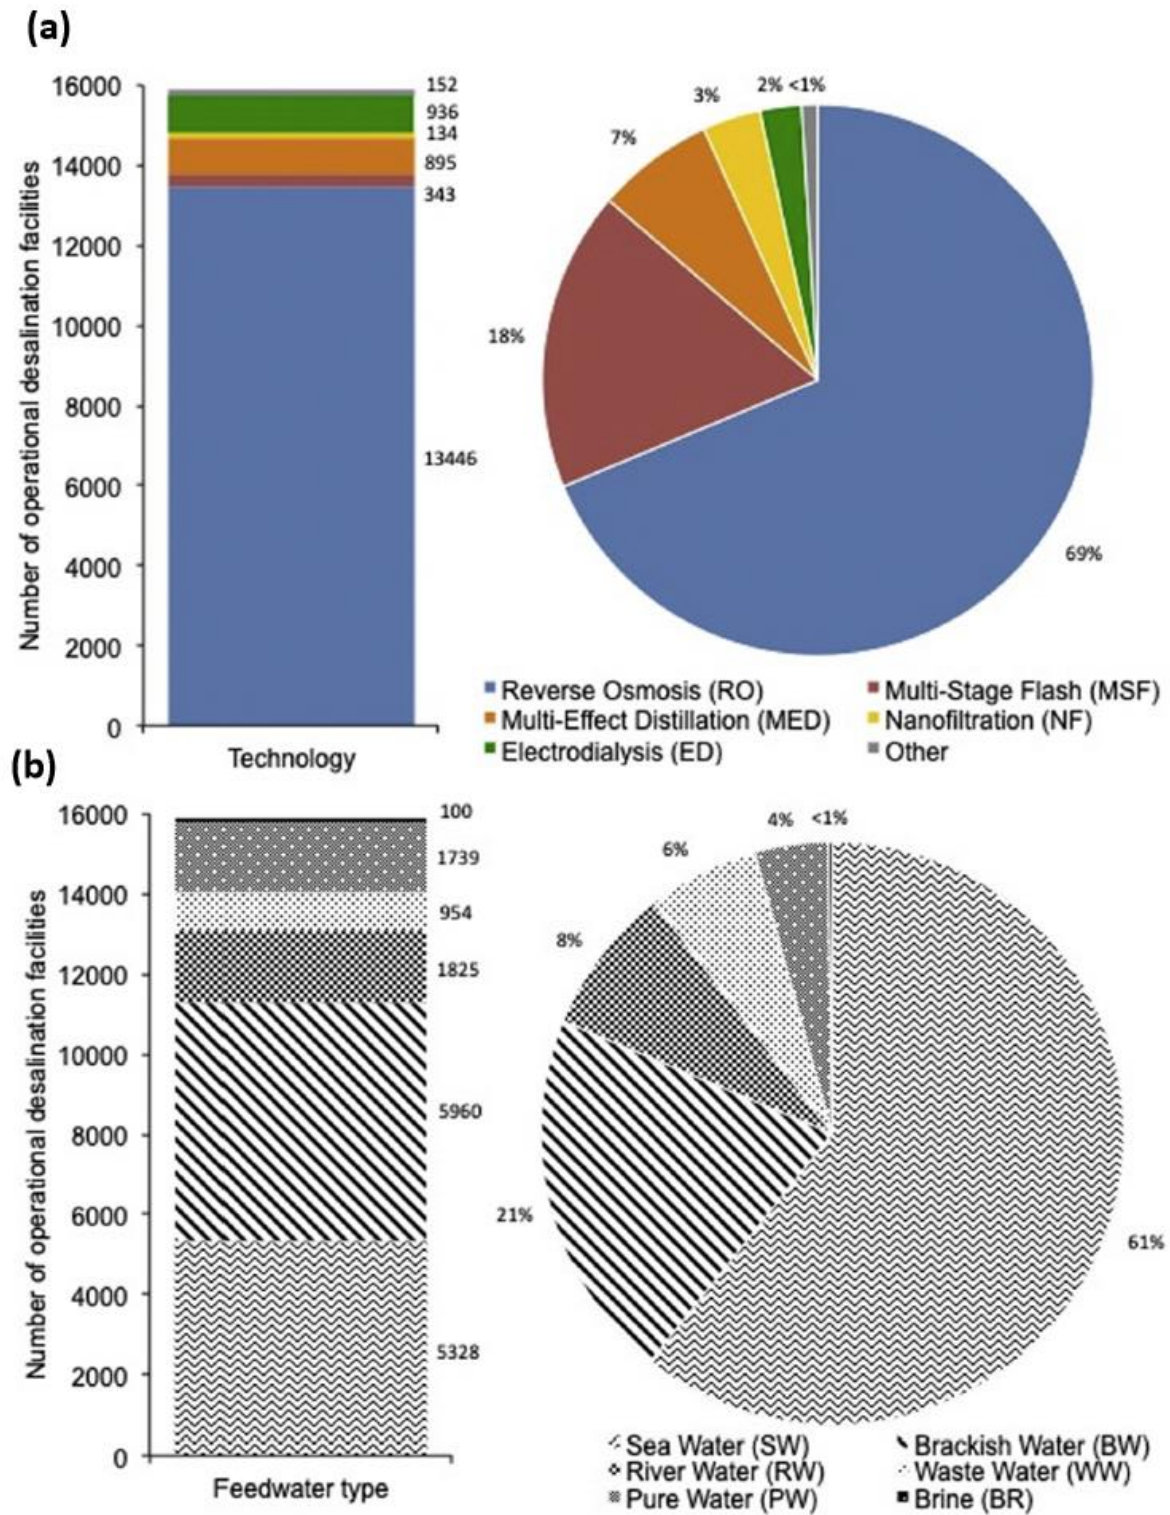 (a)
Number of operational desalination facilities
16000
14000
12000
10000
8000
6000
4000
2000
0
152
936
134
895
343
13446
Technology
69%
18%
7%
3%
2%
<1%
Reverse Osmosis (RO)
Multi-Stage Flash (MSF)
Multi-Effect Distillation (MED)
Nanofiltration (NF)
Electrodialysis (ED)
Other
(b)
Number of operational desalination facilities
16000
14000
12000
10000
8000
6000
4000
2000
0
100
1739
954
1825
5960
5328
Feedwater type
61%
21%
8%
6%
4%
<1%
Sea Water (SW)
Brackish Water (BW)
River Water (RW)
Waste Water (WW)
Pure Water (PW)
Brine (BR)